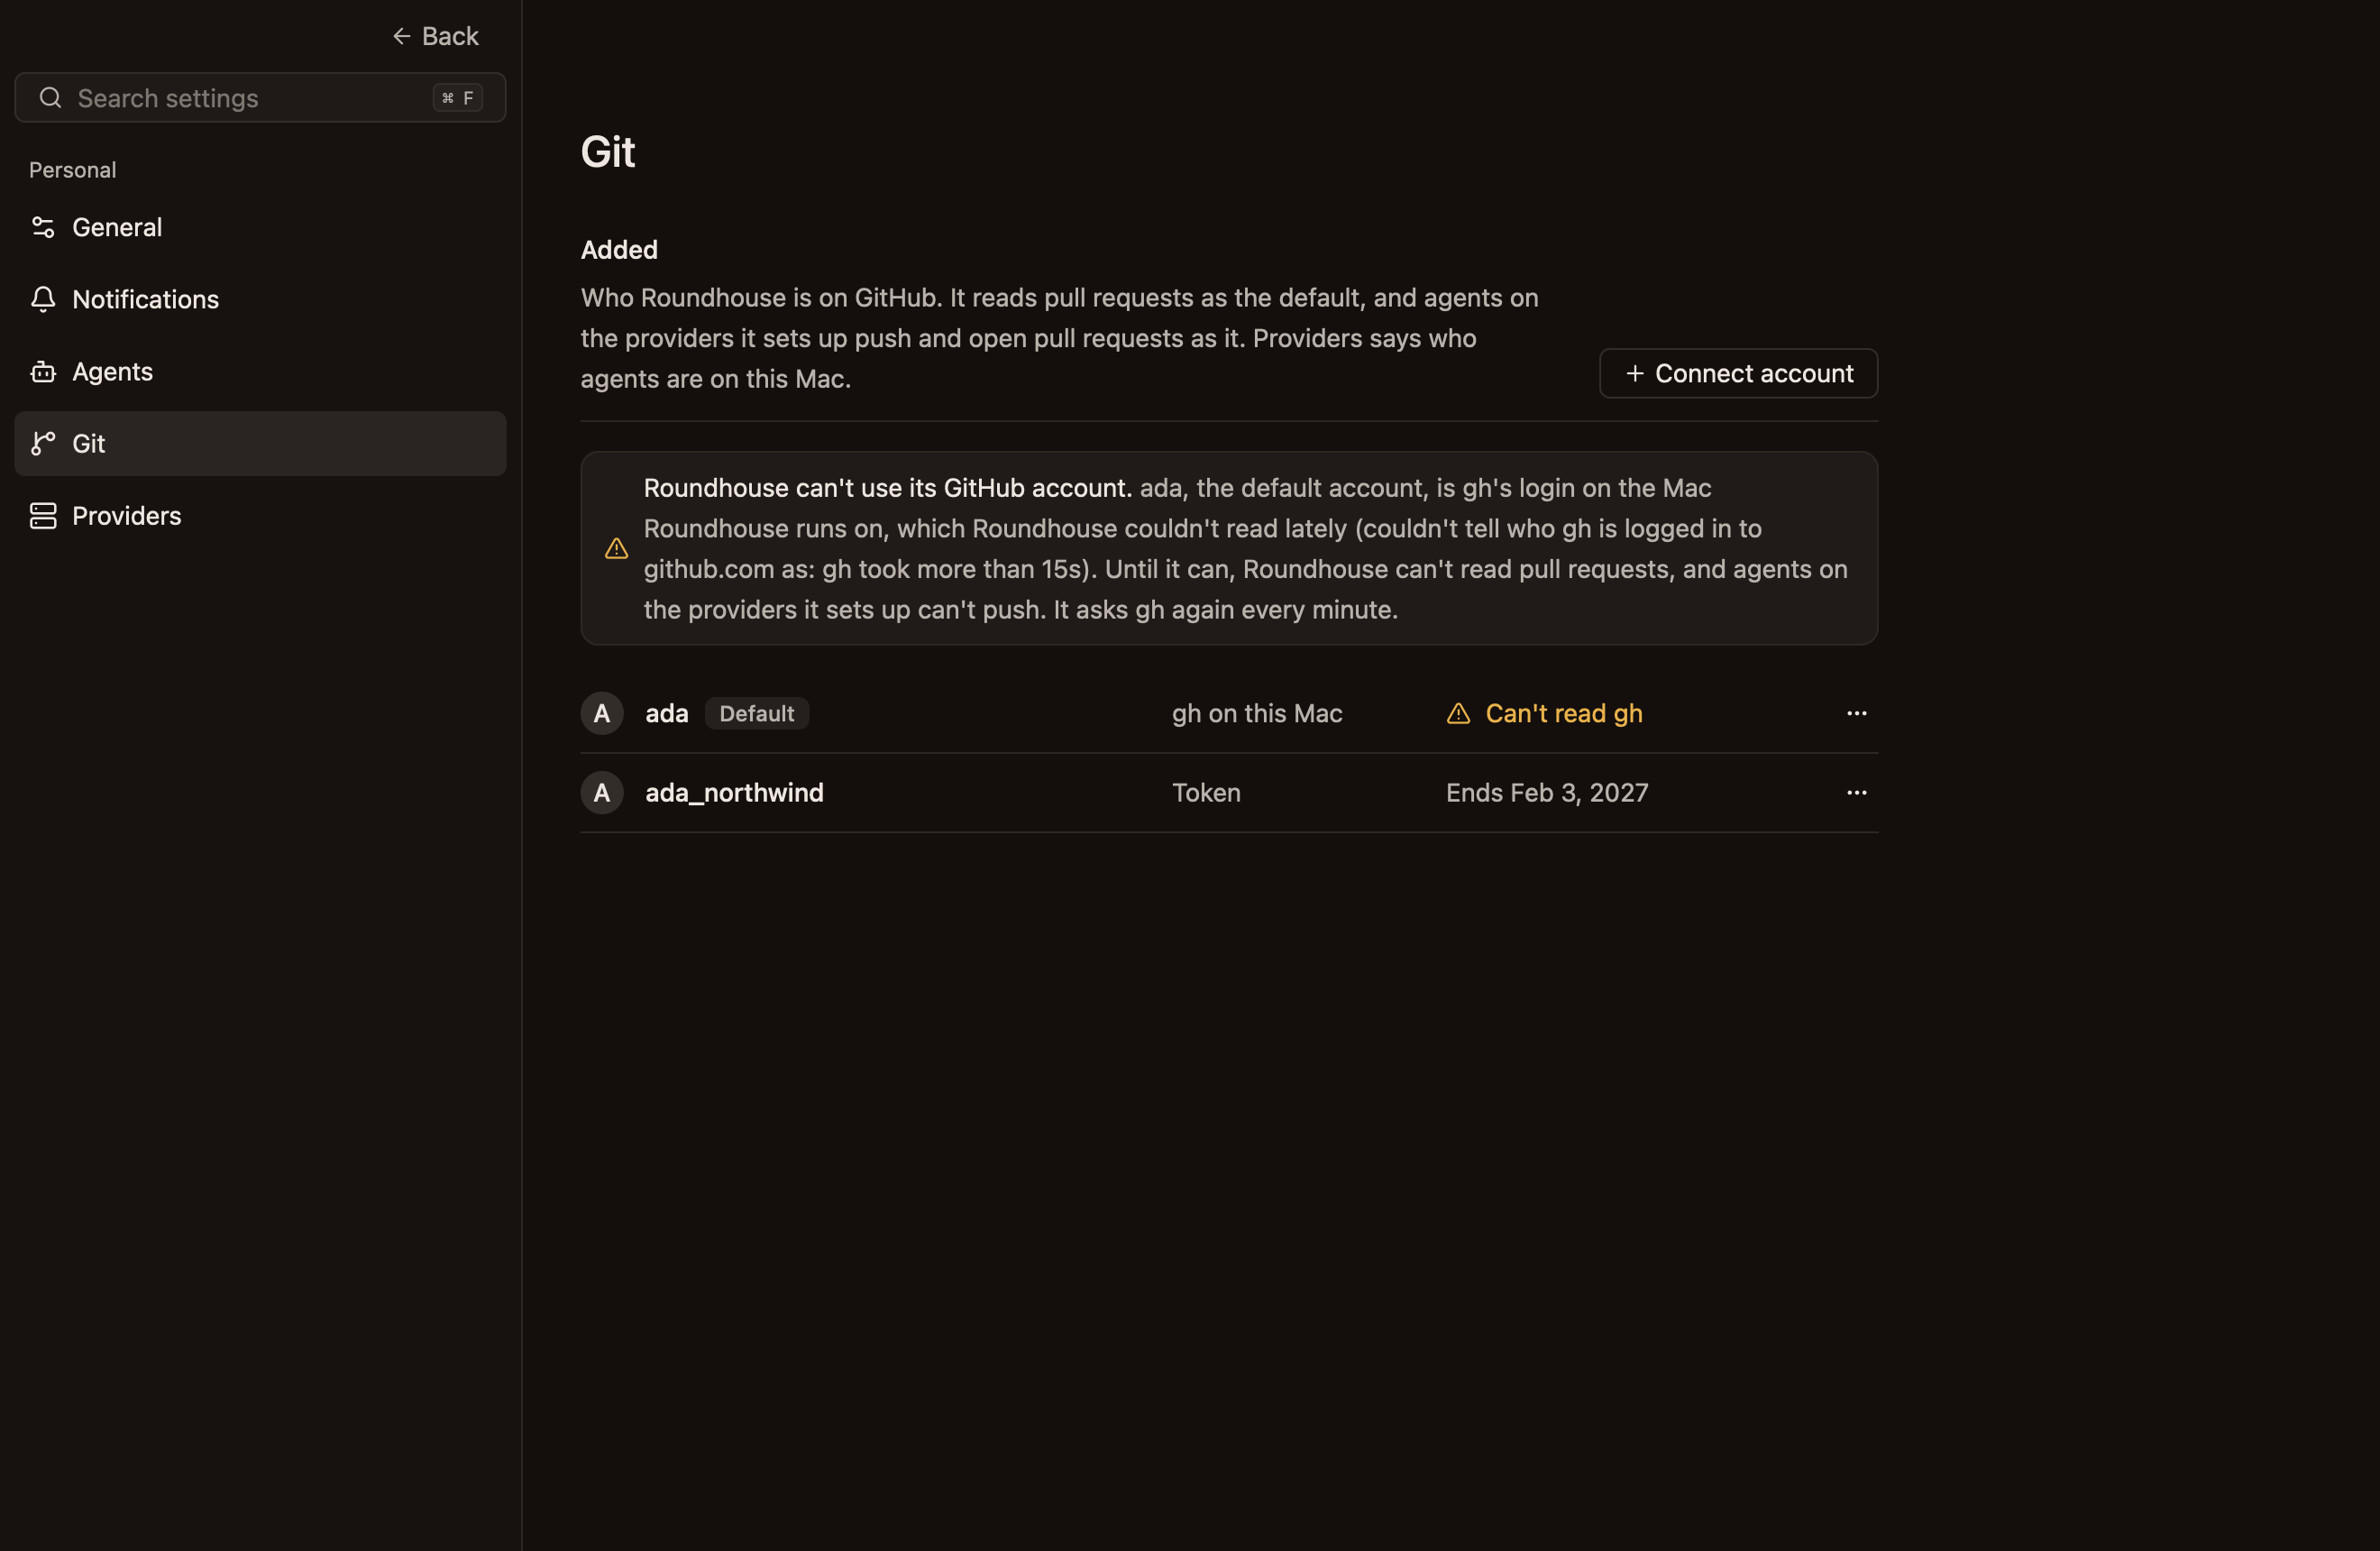 Back
Search settings
⌘ F
Personal
General
Notifications
Agents
Git
Providers
Git
Added
Who Roundhouse is on GitHub. It reads pull requests as the default, and agents on
the providers it sets up push and open pull requests as it. Providers says who
agents are on this Mac.
+ Connect account
Roundhouse can't use its GitHub account. ada, the default account, is gh's login on the Mac
Roundhouse runs on, which Roundhouse couldn't read lately (couldn't tell who gh is logged in to
github.com as: gh took more than 15s). Until it can, Roundhouse can't read pull requests, and agents on
the providers it sets up can't push. It asks gh again every minute.
A ada Default gh on this Mac Can't read gh
A ada_northwind Token Ends Feb 3, 2027